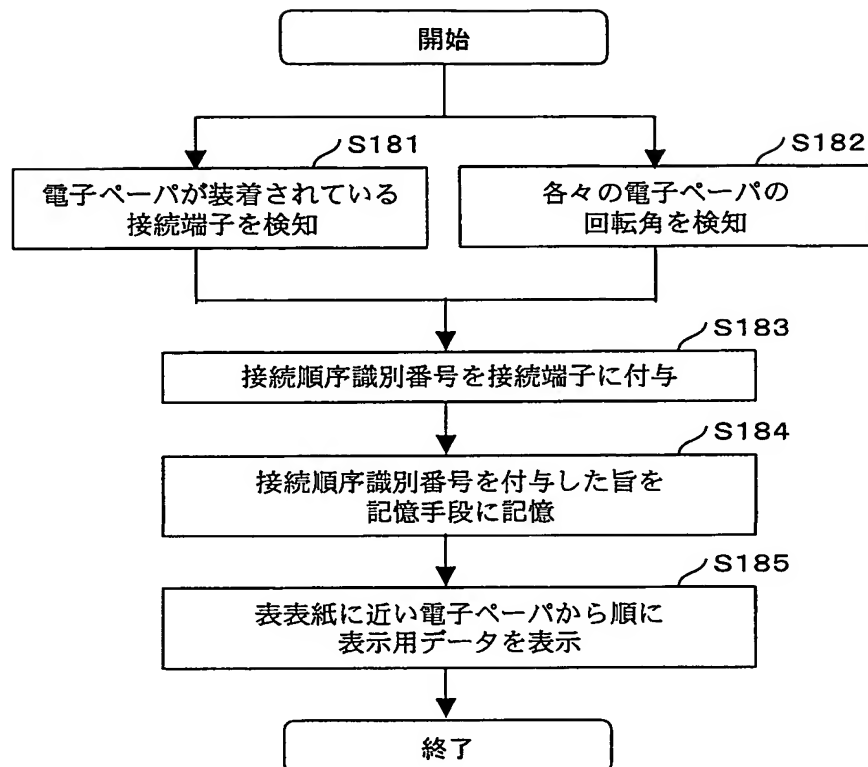 開始
S181
電子ペーパが装着されている
接続端子を検知
S182
各々の電子ペーパの
回転角を検知
S183
接続順序識別番号を接続端子に付与
S184
接続順序識別番号を付与した旨を
記憶手段に記憶
S185
表表紙に近い電子ペーパから順に
表示用データを表示
終了